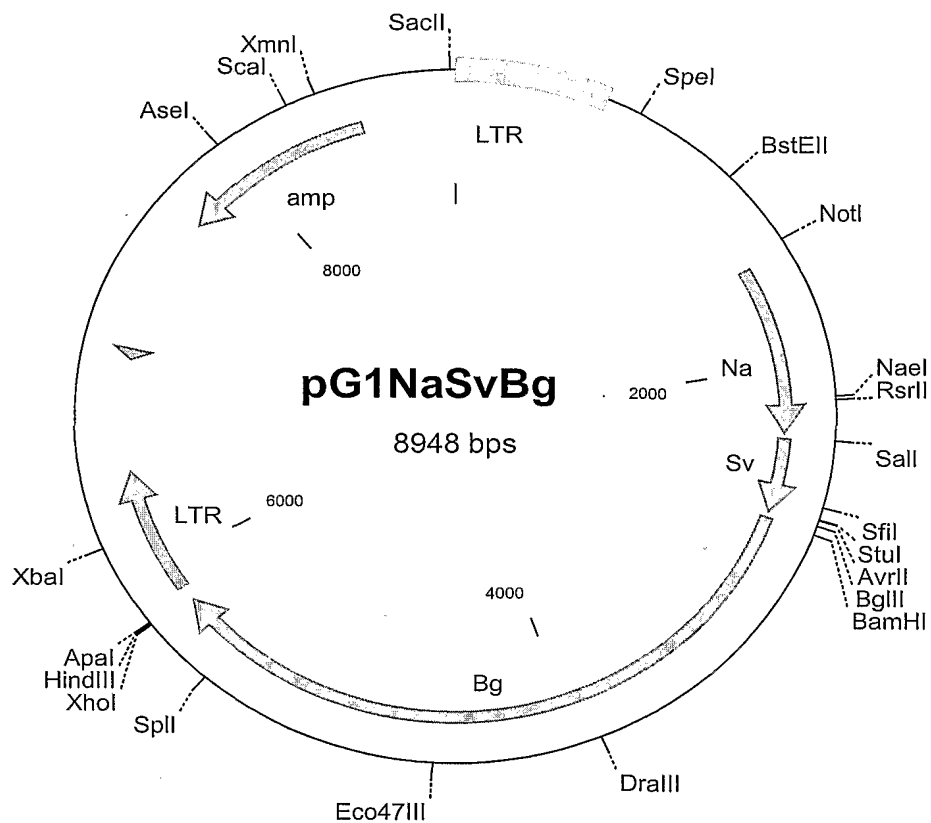 SacII
XmnI
ScaI
AseI
SpeI
LTR
BstEII
amp
NotI
8000
Na
NaeI
RsrII
2000
pG1NaSvBg
8948 bps
Sv
SalI
LTR
6000
SfiI
StuI
AvrII
BglII
BamHI
XbaI
4000
ApaI
HindIII
XhoI
Bg
SplI
DraIII
Eco47III